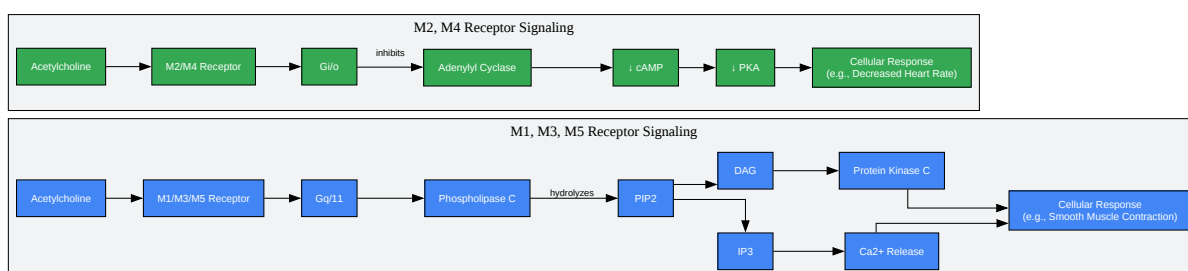 M2, M4 Receptor Signaling
Acetylcholine
M2/M4 Receptor
Gi/o
inhibits
Adenylyl Cyclase
↓ cAMP
↓ PKA
Cellular Response
(e.g., Decreased Heart Rate)
M1, M3, M5 Receptor Signaling
Acetylcholine
M1/M3/M5 Receptor
Gq/11
Phospholipase C
hydrolyzes
PIP2
DAG
Protein Kinase C
IP3
Ca2+ Release
Cellular Response
(e.g., Smooth Muscle Contraction)